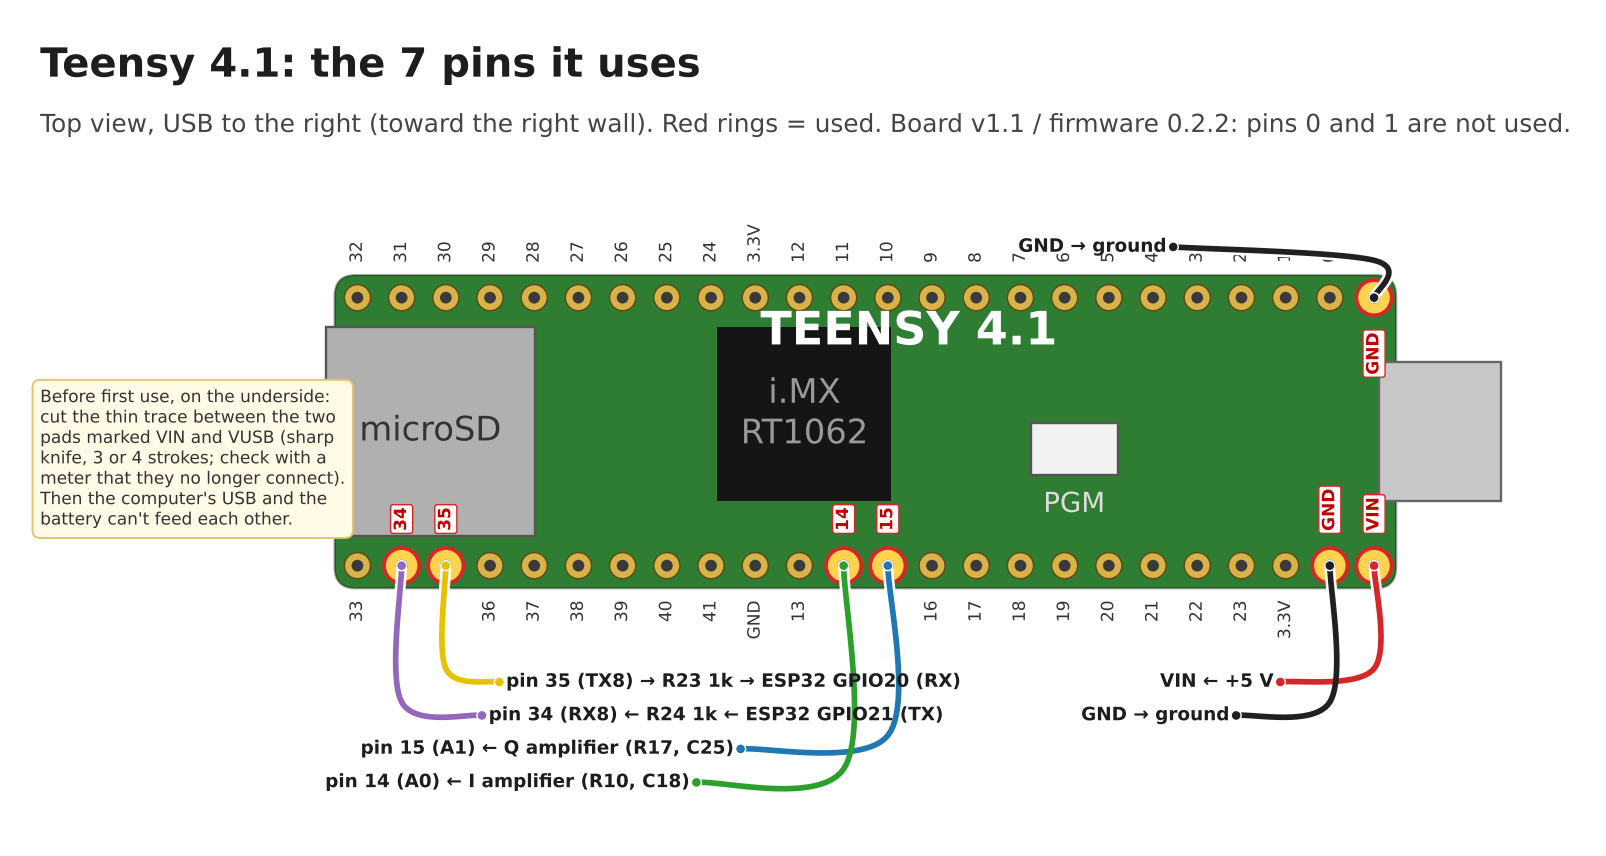 Teensy 4.1: the 7 pins it uses
Top view, USB to the right (toward the right wall). Red rings = used. Board v1.1 / firmware 0.2.2: pins 0 and 1 are not used.
GND → ground
32 31 30 29 28 27 26 25 24 3.3V 12 11 10 9 8 7 6 5 4 3 2 1
TEENSY 4.1
GND
i.MX
RT1062
microSD
Before first use, on the underside:
cut the thin trace between the two
pads marked VIN and VUSB (sharp
knife, 3 or 4 strokes; check with a
meter that they no longer connect).
Then the computer's USB and the
battery can't feed each other.
PGM
34 35 14 15 GND VIN
33 36 37 38 39 40 41 GND 13 16 17 18 19 20 21 22 23 3.3V
pin 35 (TX8) → R23 1k → ESP32 GPIO20 (RX)
VIN ← +5 V
pin 34 (RX8) ← R24 1k ← ESP32 GPIO21 (TX)
GND → ground
pin 15 (A1) ← Q amplifier (R17, C25)
pin 14 (A0) ← I amplifier (R10, C18)